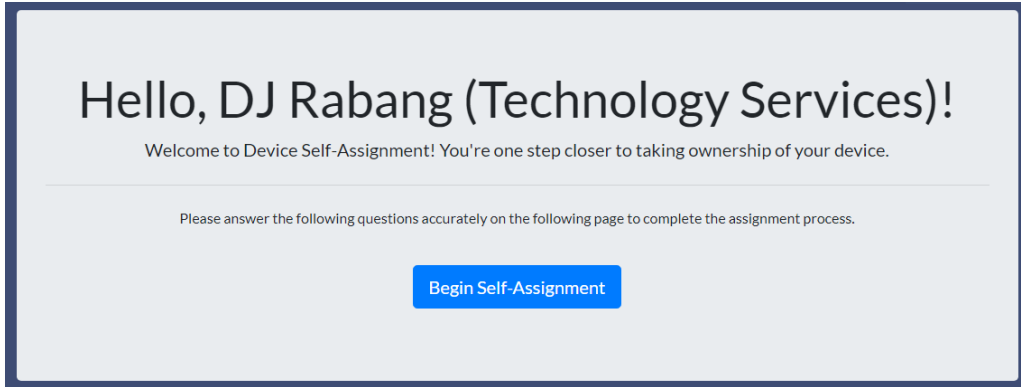 Hello, DJ Rabang (Technology Services)!
Welcome to Device Self-Assignment! You're one step closer to taking ownership of your device.
Please answer the following questions accurately on the following page to complete the assignment process.
Begin Self-Assignment